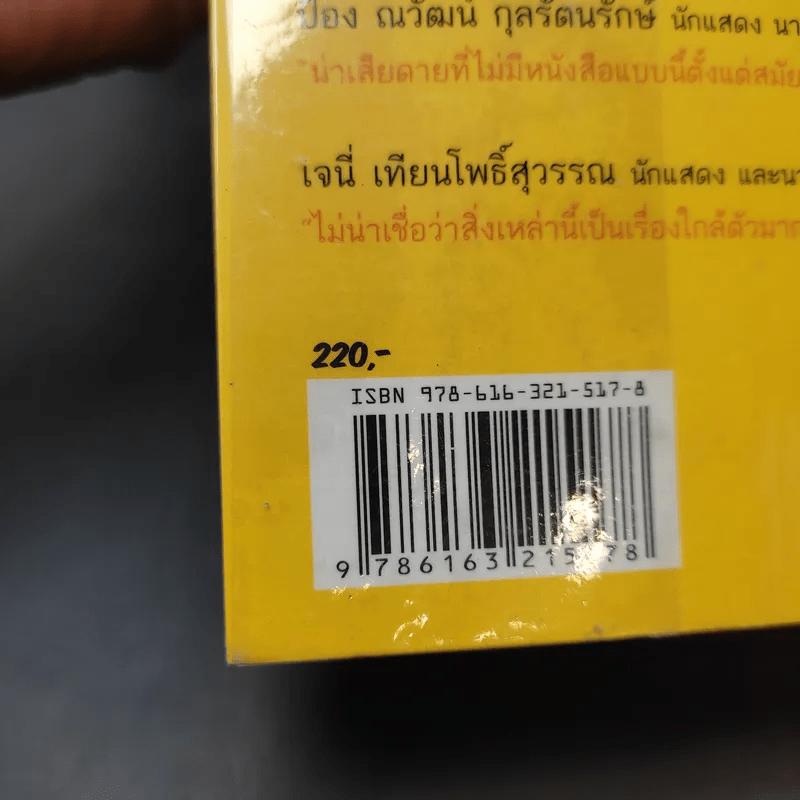 ป๋อง ณวัฒน์ กุลรัตนรักษ์ นักแสดง
"น่าเสียดายที่ไม่มีหนังสือแบบนี้ตั้งแต่สมัย
เจนี่ เทียนโพธิ์สุวรรณ นักแสดง และ
"ไม่น่าเชื่อว่าสิ่งเหล่านี้เป็นเรื่องใกล้ตัวมาก
220,-
ISBN 978-616-321-517-8
9 786163 215178